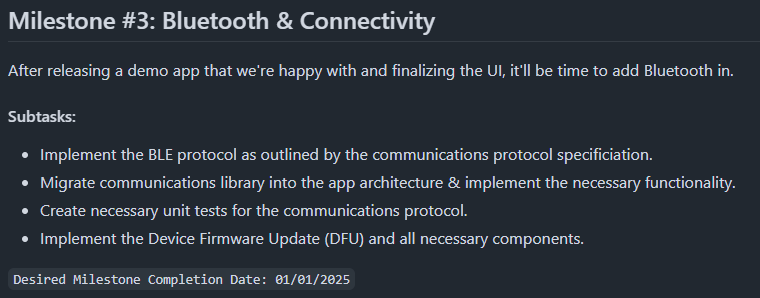 Milestone #3: Bluetooth & Connectivity
After releasing a demo app that we're happy with and finalizing the UI, it'll be time to add Bluetooth in.
Subtasks:
• Implement the BLE protocol as outlined by the communications protocol specificiation.
• Migrate communications library into the app architecture & implement the necessary functionality.
• Create necessary unit tests for the communications protocol.
• Implement the Device Firmware Update (DFU) and all necessary components.
Desired Milestone Completion Date: 01/01/2025